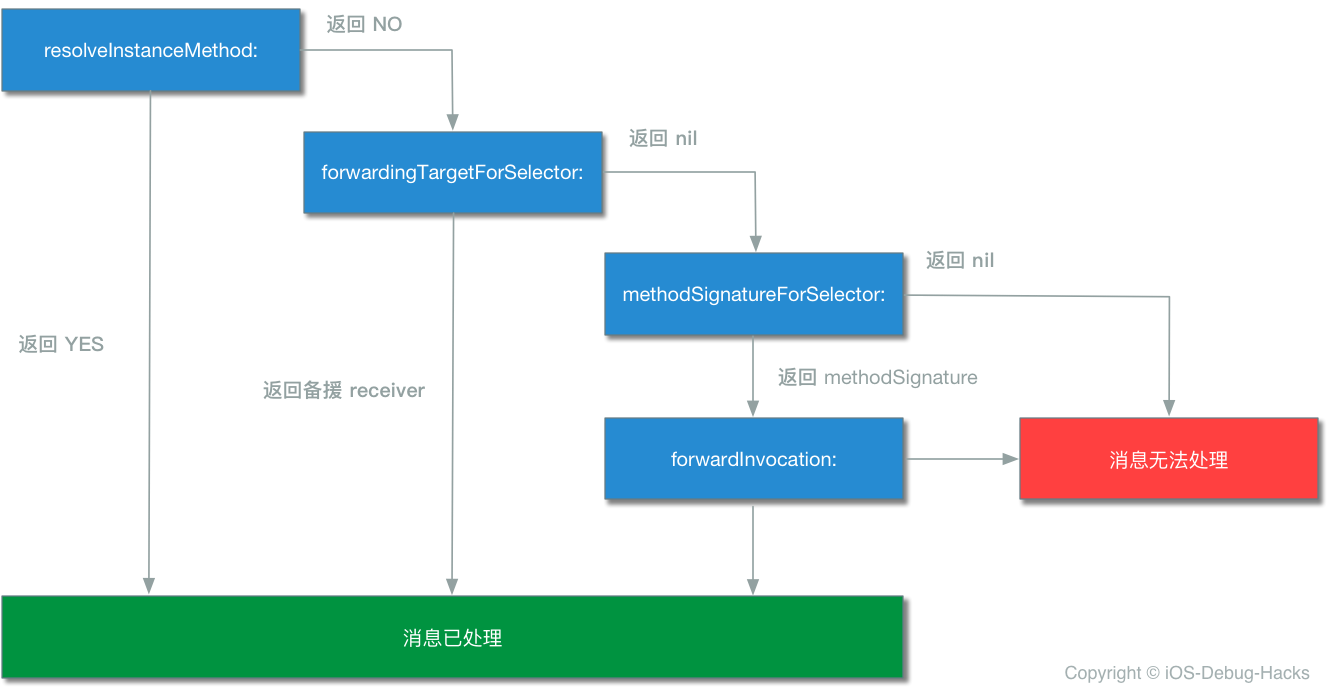 返回 NO
resolveInstanceMethod:
返回 nil
forwardingTargetForSelector:
返回 nil
methodSignatureForSelector:
返回 YES
返回备援 receiver
返回 methodSignature
forwardInvocation:
消息无法处理
消息已处理
Copyright © iOS-Debug-Hacks